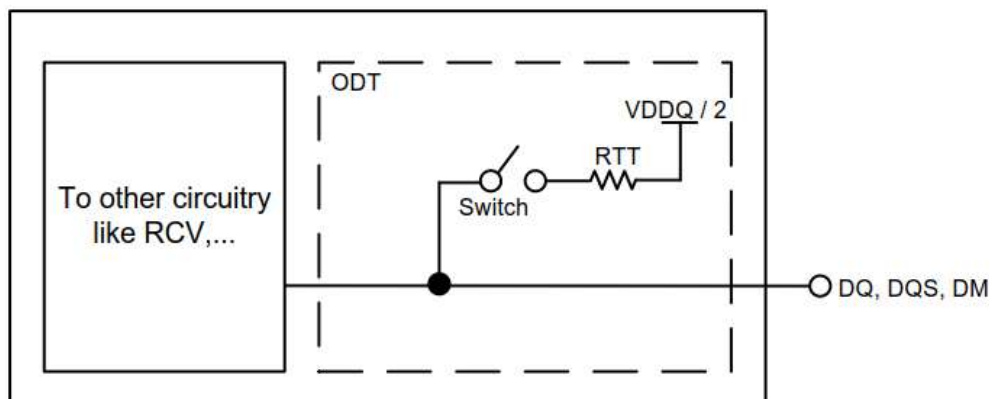 ODT
VDDQ / 2
RTT
Switch
To other circuitry
like RCV,...
DQ, DQS, DM